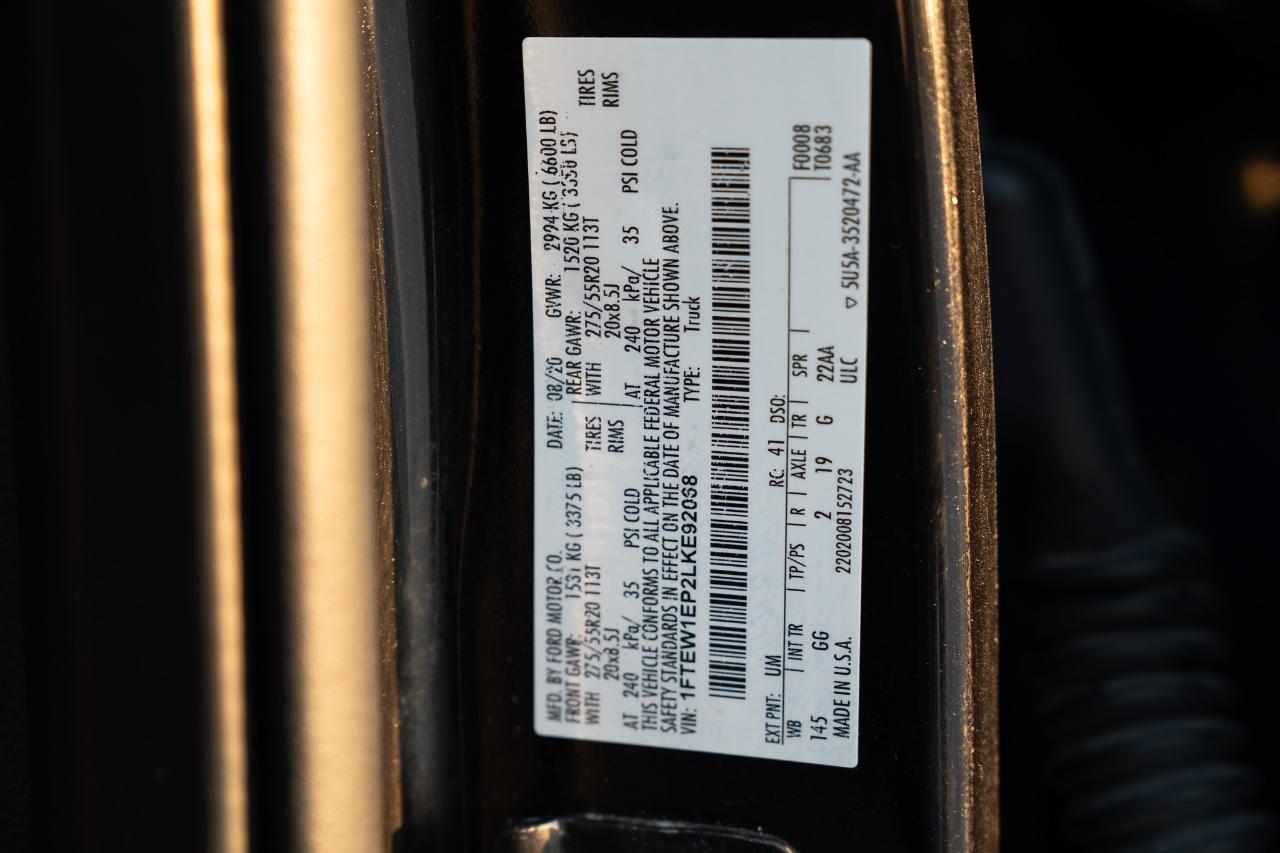 MFD. BY FORD MOTOR CO. DATE: 08/20 GVWR: 2994 KG ( 6600 LB)
FRONT GAWR: 1531 KG ( 3375 LB) REAR GAWR: 1520 KG ( 3350 LB)
WITH 275/55R20 113T TIRES WITH 275/55R20 113T TIRES
20x8.5J RIMS 20x8.5J RIMS
AT 240 kPa/ 35 PSI COLD AT 240 kPa/ 35 PSI COLD
THIS VEHICLE CONFORMS TO ALL APPLICABLE FEDERAL MOTOR VEHICLE
SAFETY STANDARDS IN EFFECT ON THE DATE OF MANUFACTURE SHOWN ABOVE.
VIN: 1FTEW1EP2LKE92068 TYPE: Truck
EXT PNT: UM RC: 41 DSO:
WB INT TR TP/PS R AXLE TR SPR F0008
145 GG 2 19 G 22AA T0683
MADE IN U.S.A. 2202008152723 ULC ▽ 5U5A-3520472-AA